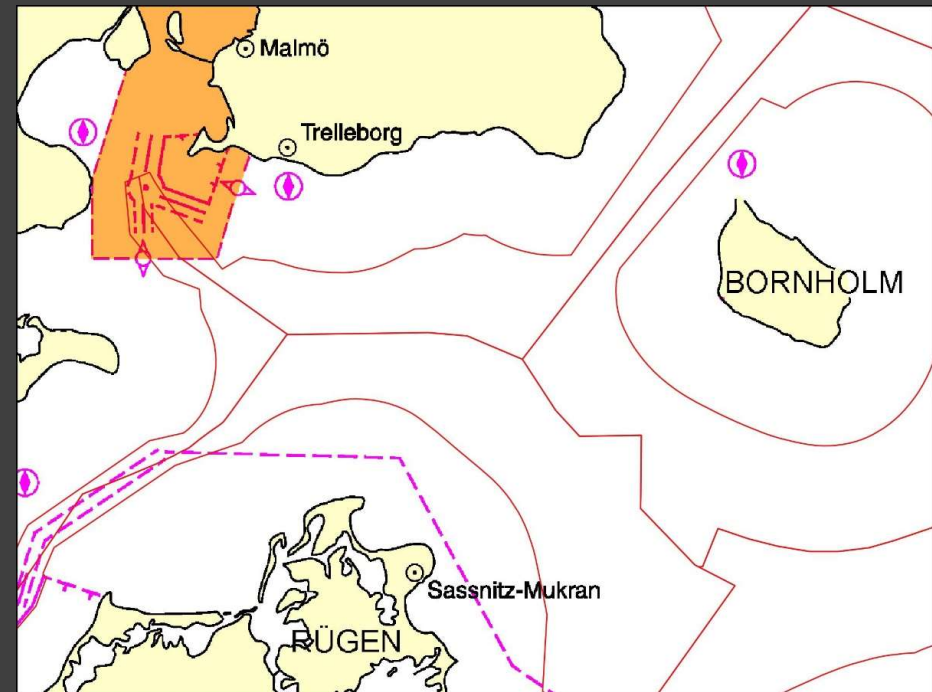 Malmö
Trelleborg
BORNHOLM
Sassnitz-Mukran
RÜGEN